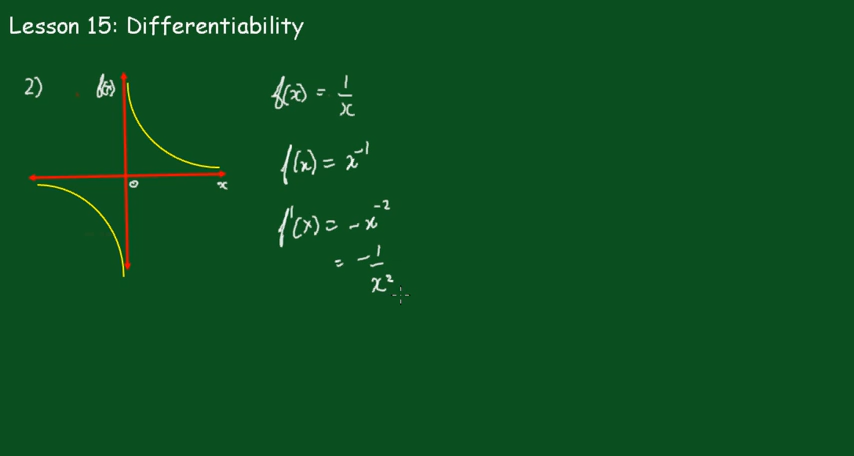 Lesson 15: Differentiability
2)
f(x)
0
x
f(x) = 1/x
f(x) = x⁻¹
f'(x) = -x⁻²
= -1/x²